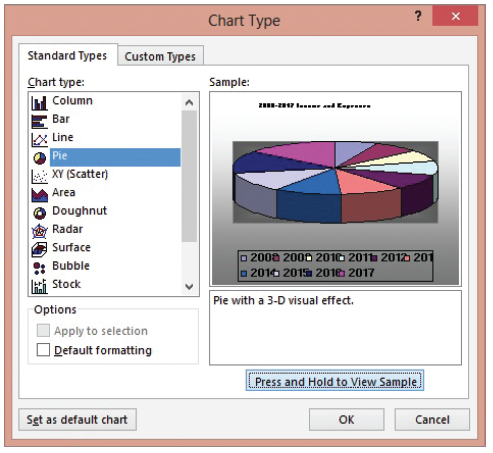 Chart Type
? ×
Standard Types Custom Types
Chart type:
Column
Bar
Line
Pie
XY (Scatter)
Area
Doughnut
Radar
Surface
Bubble
Stock
Options
Apply to selection
Default formatting
Sample:
2008-2017 Income and Expenses
2008 2009 2010 2011 2012 201
2014 2015 2016 2017
Pie with a 3-D visual effect.
Press and Hold to View Sample
Set as default chart OK Cancel